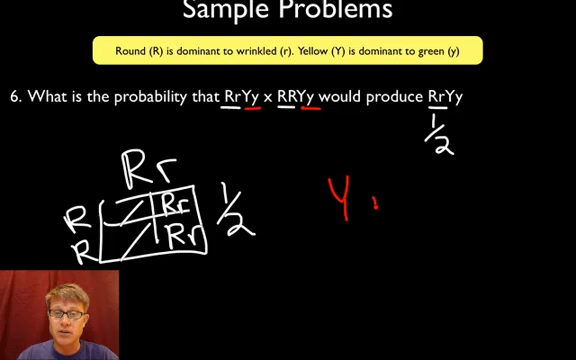 Sample Problems
Round (R) is dominant to wrinkled (r). Yellow (Y) is dominant to green (y)
6. What is the probability that RrYy x RRYy would produce RrYy
1/2
Rr
R Rr 1/2
R Rr
Y